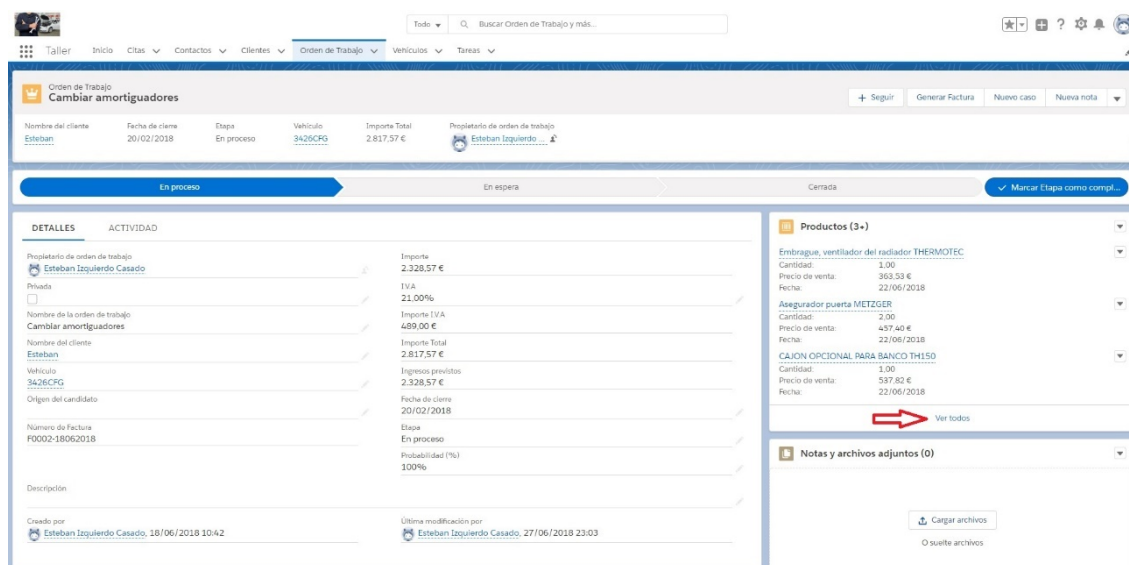 Todo
Buscar Orden de Trabajo y más...
Taller
Inicio
Citas
Contactos
Clientes
Orden de Trabajo
Vehículos
Tareas
Orden de Trabajo
Cambiar amortiguadores
+ Seguir
Generar Factura
Nuevo caso
Nueva nota
Nombre del cliente
Fecha de cierre
Etapa
Vehículo
Importe Total
Propietario de orden de trabajo
Esteban
20/02/2018
En proceso
3426CFG
2.817,57 €
Esteban Izquierdo ...
En proceso
En espera
Cerrada
Marcar Etapa como compl...
DETALLES
ACTIVIDAD
Propietario de orden de trabajo
Esteban Izquierdo Casado
Privada
Nombre de la orden de trabajo
Cambiar amortiguadores
Nombre del cliente
Esteban
Vehículo
3426CFG
Origen del candidato
Número de Factura
F0002-18062018
Importe
2.328,57 €
I.V.A
21,00%
Importe I.V.A
489,00 €
Importe Total
2.817,57 €
Ingresos previstos
2.328,57 €
Fecha de cierre
20/02/2018
Etapa
En proceso
Probabilidad (%)
100%
Descripción
Creado por
Esteban Izquierdo Casado, 18/06/2018 10:42
Última modificación por
Esteban Izquierdo Casado, 27/06/2018 23:03
Productos (3+)
Embrague, ventilador del radiador THERMOTEC
Cantidad: 1,00
Precio de venta: 363,53 €
Fecha: 22/06/2018
Asegurador puerta METZGER
Cantidad: 2,00
Precio de venta: 457,40 €
Fecha: 22/06/2018
CAJON OPCIONAL PARA BANCO TH150
Cantidad: 1,00
Precio de venta: 537,82 €
Fecha: 22/06/2018
Ver todos
Notas y archivos adjuntos (0)
Cargar archivos
O suelte archivos